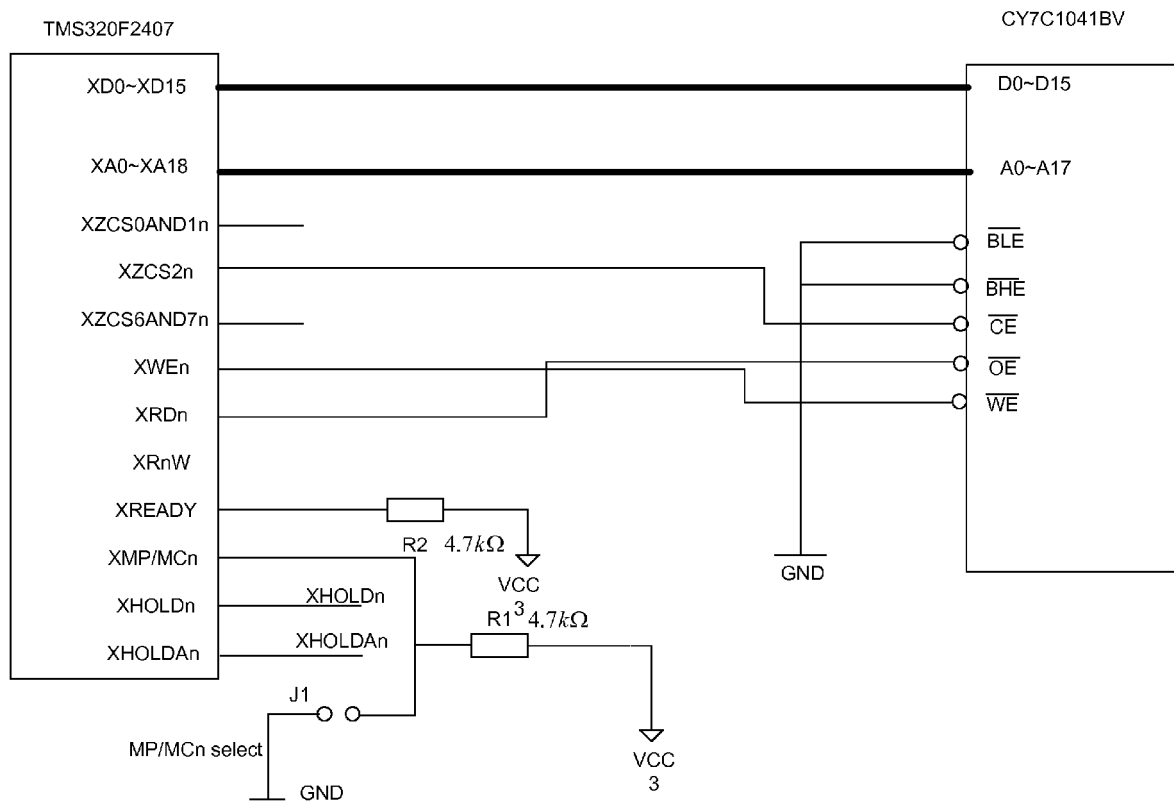 TMS320F2407
CY7C1041BV
XD0~XD15
D0~D15
XA0~XA18
A0~A17
XZCS0AND1n
BLE
XZCS2n
BHE
XZCS6AND7n
CE
XWEn
OE
XRDn
WE
XRnW
XREADY
R2 4.7kΩ
XMP/MCn
GND
VCC
3
XHOLDn
XHOLDn
R1 4.7kΩ
XHOLDAn
XHOLDAn
J1
MP/MCn select
VCC
3
GND